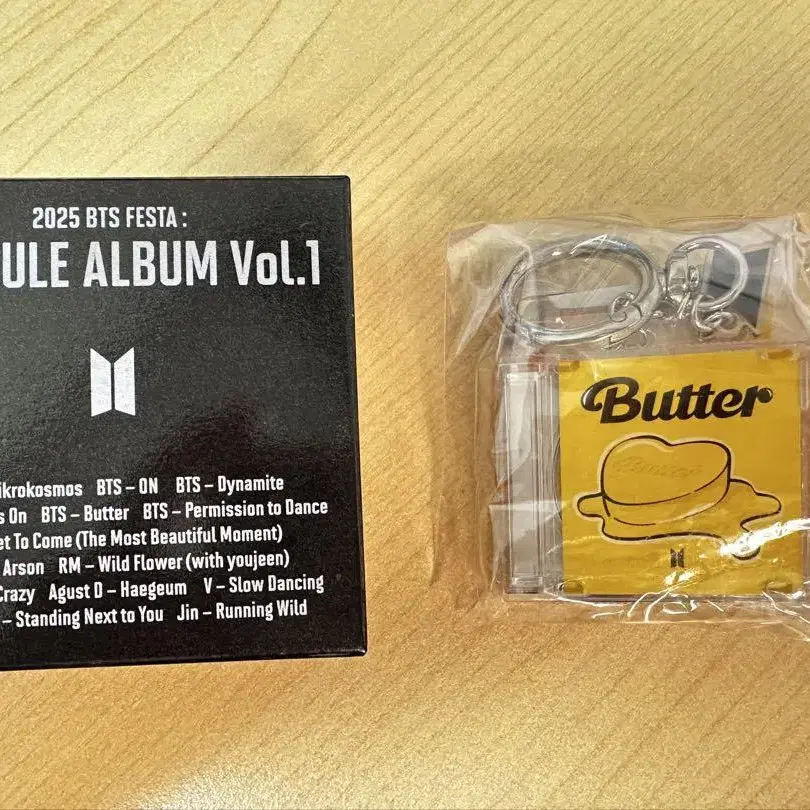 2025 BTS FESTA :
ULE ALBUM Vol.1
ikrokosmos BTS – ON BTS – Dynamite
s On BTS – Butter BTS – Permission to Dance
et To Come (The Most Beautiful Moment)
Arson RM – Wild Flower (with youjeen)
Crazy Agust D – Haegeum V – Slow Dancing
– Standing Next to You Jin – Running Wild
Butter
Butter